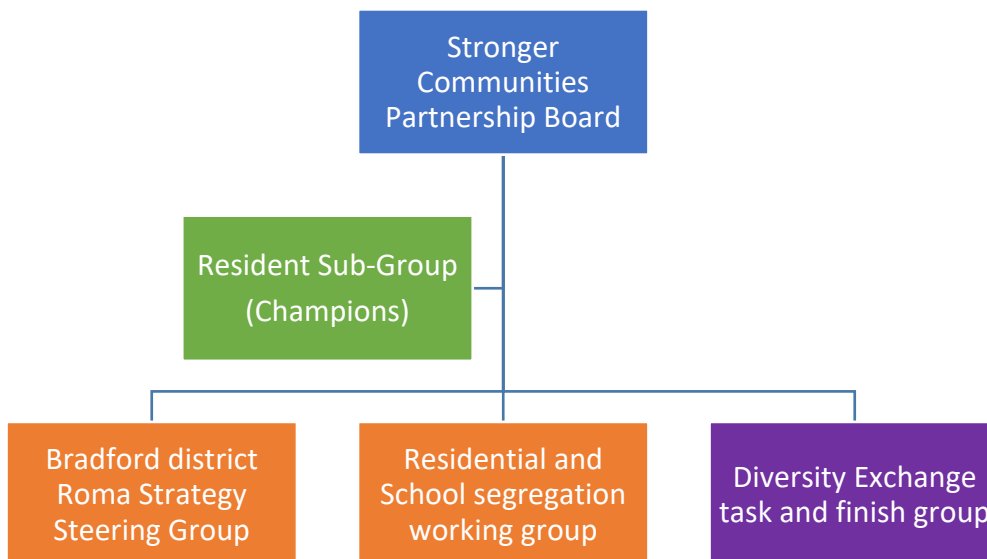 Stronger
Communities
Partnership Board
Resident Sub-Group
(Champions)
Bradford district
Roma Strategy
Steering Group
Residential and
School segregation
working group
Diversity Exchange
task and finish group